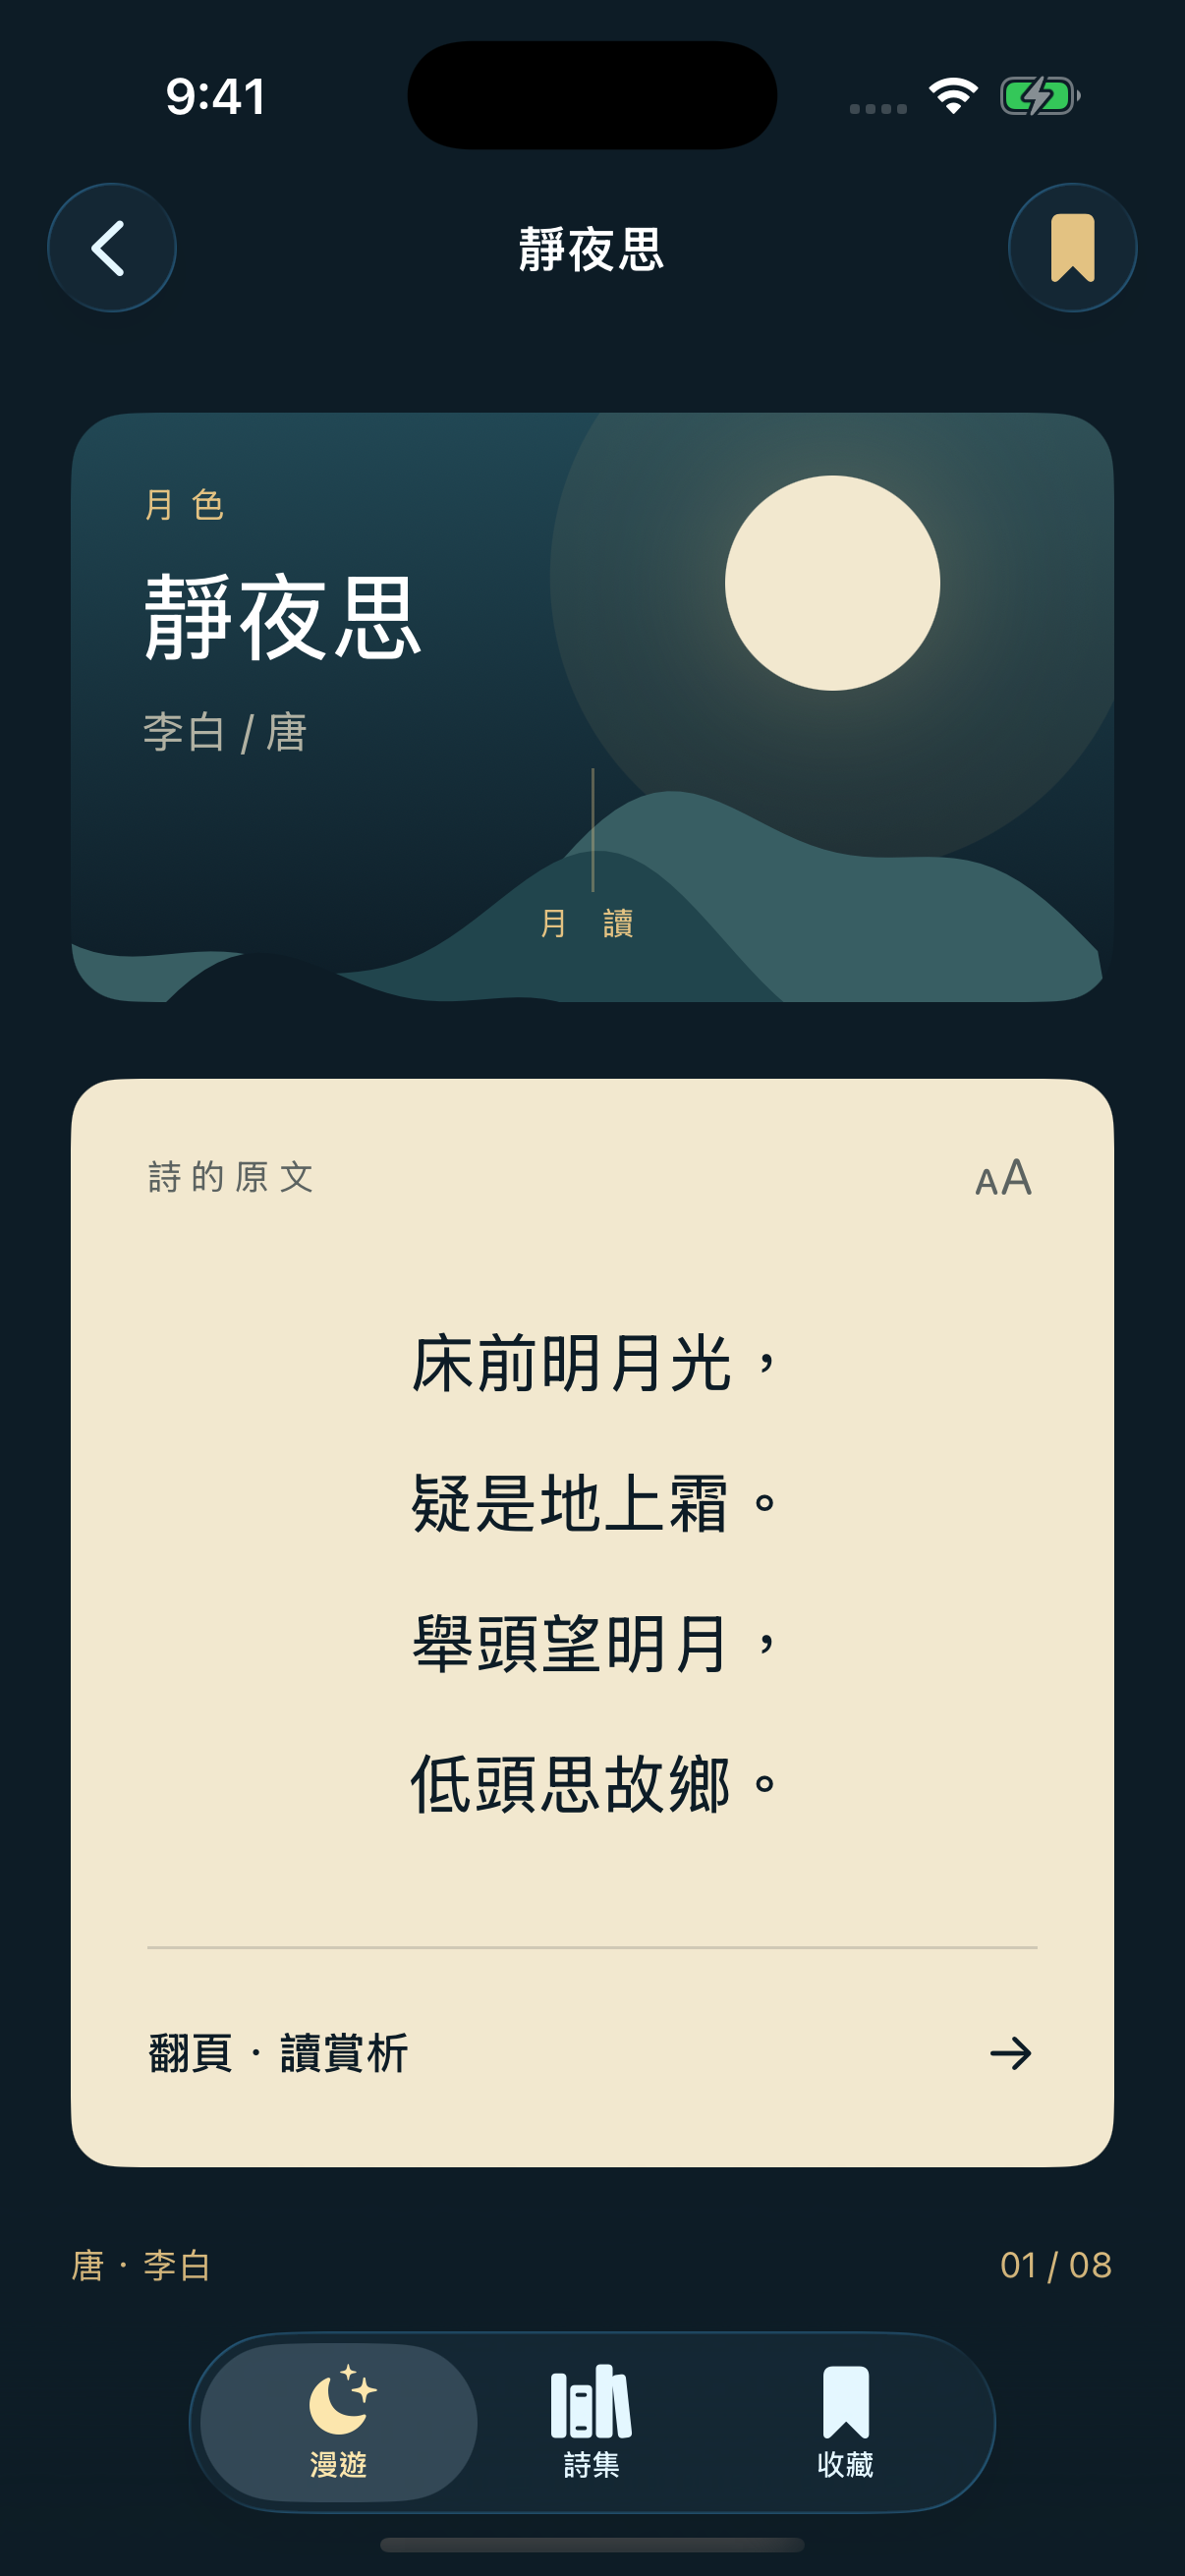 9:41
靜夜思
月色
靜夜思
李白 / 唐
月 讀
詩的原文
AA
床前明月光，
疑是地上霜。
舉頭望明月，
低頭思故鄉。
翻頁 · 讀賞析
唐 · 李白
01 / 08
漫遊
詩集
收藏